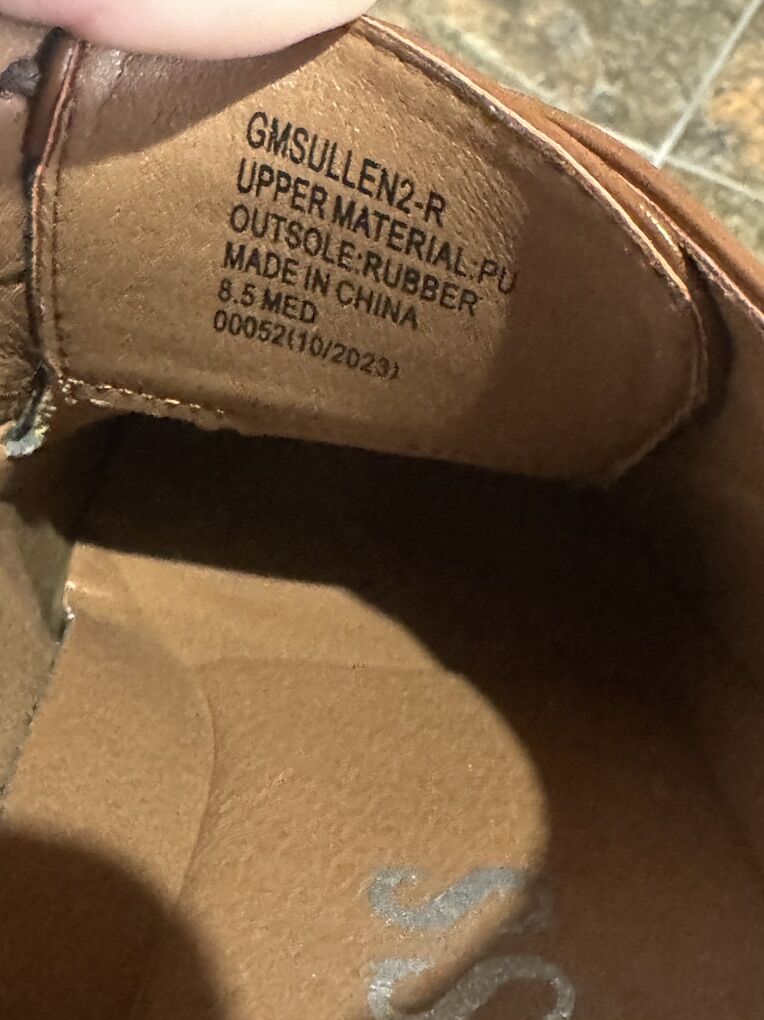 GMSULLEN2-R
UPPER MATERIAL:PU
OUTSOLE:RUBBER
MADE IN CHINA
8.5 MED
00052(10/2023)